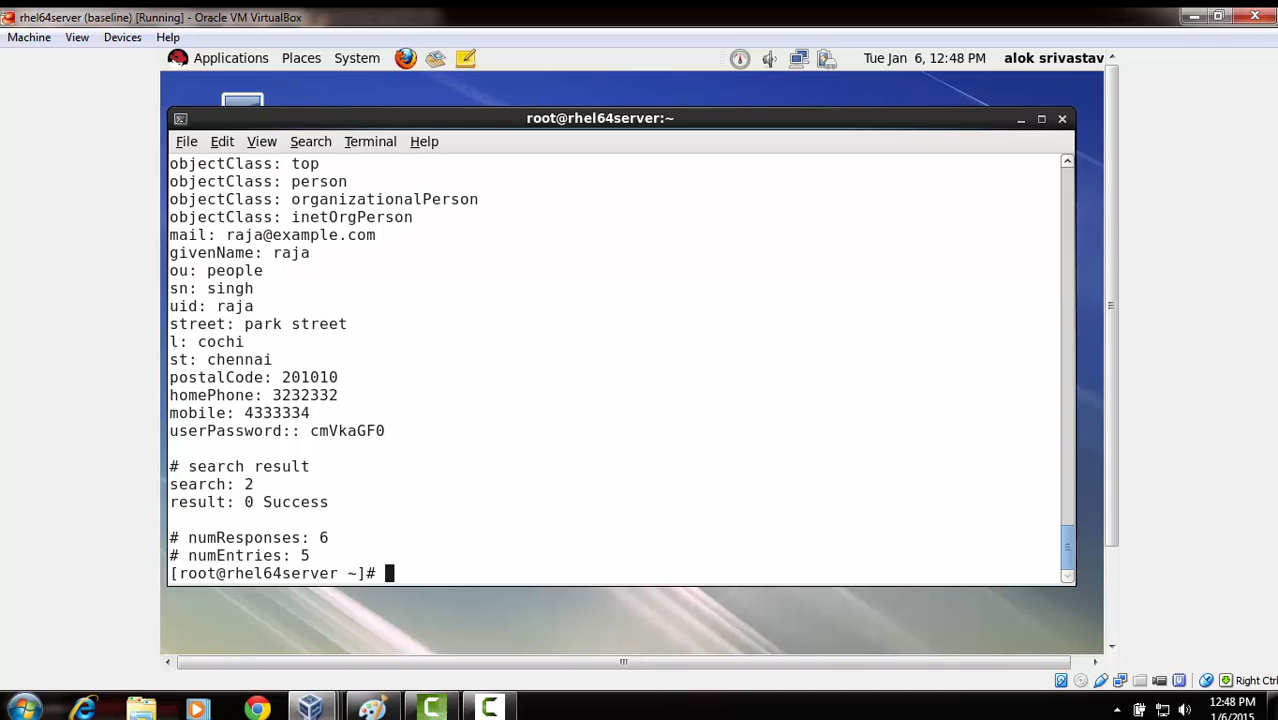 rhel64server (baseline) [Running] - Oracle VM VirtualBox
Machine View Devices Help
Applications Places System Tue Jan 6, 12:48 PM alok srivastav
root@rhel64server:~
File Edit View Search Terminal Help
objectClass: top
objectClass: person
objectClass: organizationalPerson
objectClass: inetOrgPerson
mail: raja@example.com
givenName: raja
ou: people
sn: singh
uid: raja
street: park street
l: cochi
st: chennai
postalCode: 201010
homePhone: 3232332
mobile: 4333334
userPassword:: cmVkaGF0
# search result
search: 2
result: 0 Success
# numResponses: 6
# numEntries: 5
[root@rhel64server ~]#
Right Ctrl
12:48 PM
1/6/2015